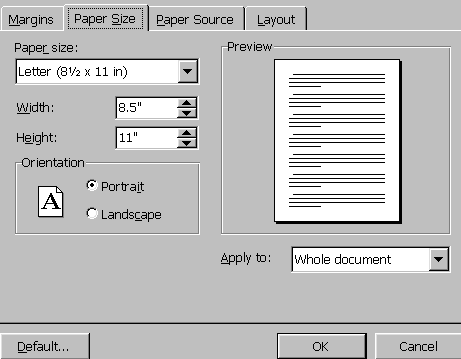 Margins Paper Size Paper Source Layout
Paper size:
Letter (8½ x 11 in)
Width: 8.5"
Height: 11"
Orientation
A
Portrait
Landscape
Preview
Apply to: Whole document
Default... OK Cancel